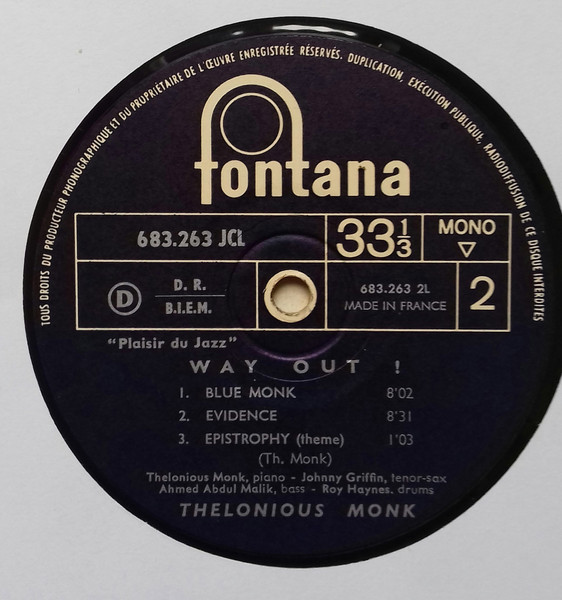 TOUS DROITS DU PRODUCTEUR PHONOGRAPHIQUE ET DU PROPRIÉTAIRE DE L'ŒUVRE ENREGISTRÉE RÉSERVÉS. DUPLICATION, EXÉCUTION PUBLIQUE, RADIODIFFUSION DE CE DISQUE INTERDITES
fontana
683.263 JCL
33 1/3
MONO
D
D. R.
B.I.E.M.
683.263 2L
MADE IN FRANCE
2
"Plaisir du Jazz"
WAY OUT !
1. BLUE MONK 8'02
2. EVIDENCE 8'31
3. EPISTROPHY (theme) 1'03
(Th. Monk)
Thelonious Monk, piano - Johnny Griffin, tenor-sax
Ahmed Abdul Malik, bass - Roy Haynes, drums
THELONIOUS MONK